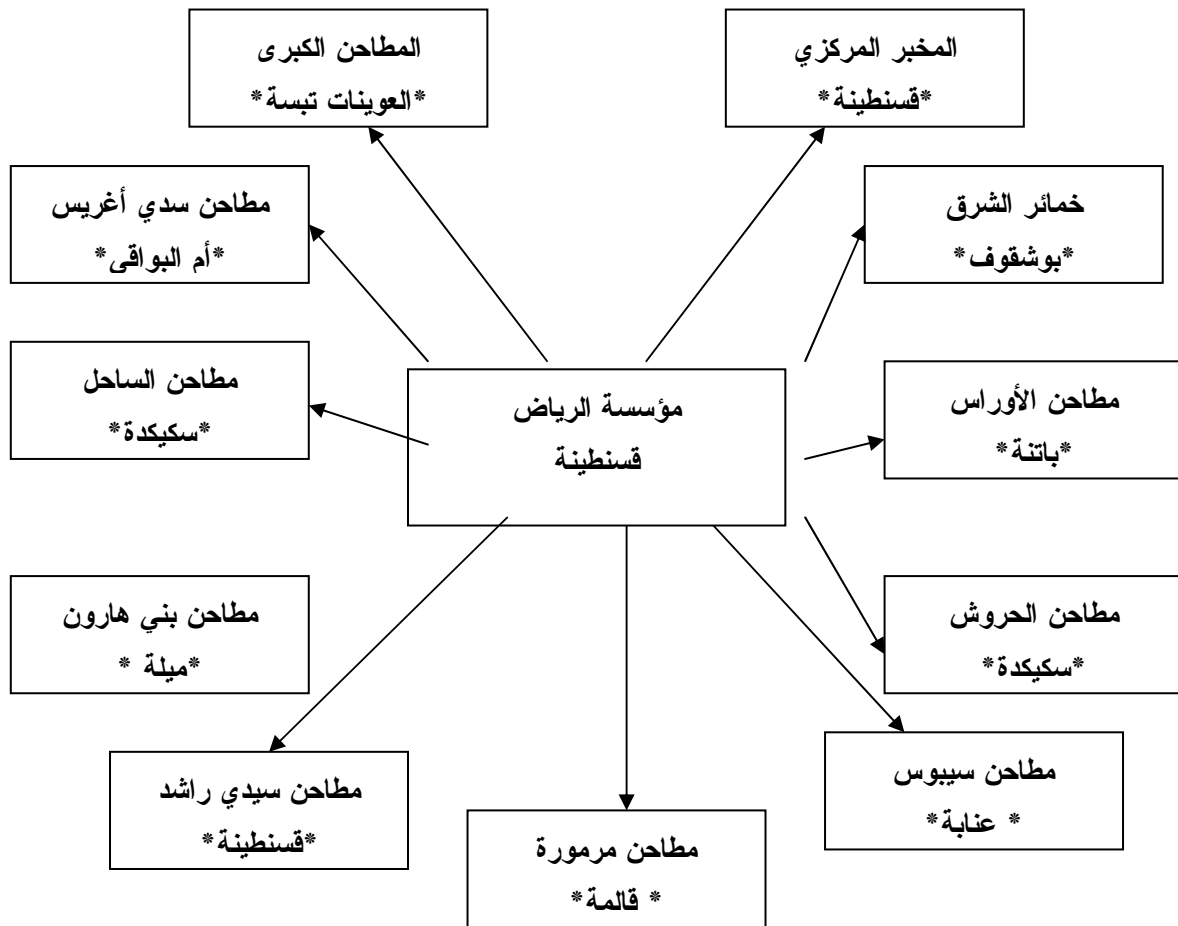 المخبر المركزي
*قسنطينة*
المطاحن الكبرى
*العوينات تبسة*
خمائر الشرق
*بوشقوف*
مطاحن سدي أغريس
*أم البواقي*
مطاحن الأوراس
*باتنة*
مؤسسة الرياض
قسنطينة
مطاحن الساحل
*سكيكدة*
مطاحن الحروش
*سكيكدة*
مطاحن بني هارون
*ميلة *
مطاحن سيبوس
* عنابة*
مطاحن مرمورة
* قالمة*
مطاحن سيدي راشد
*قسنطينة*